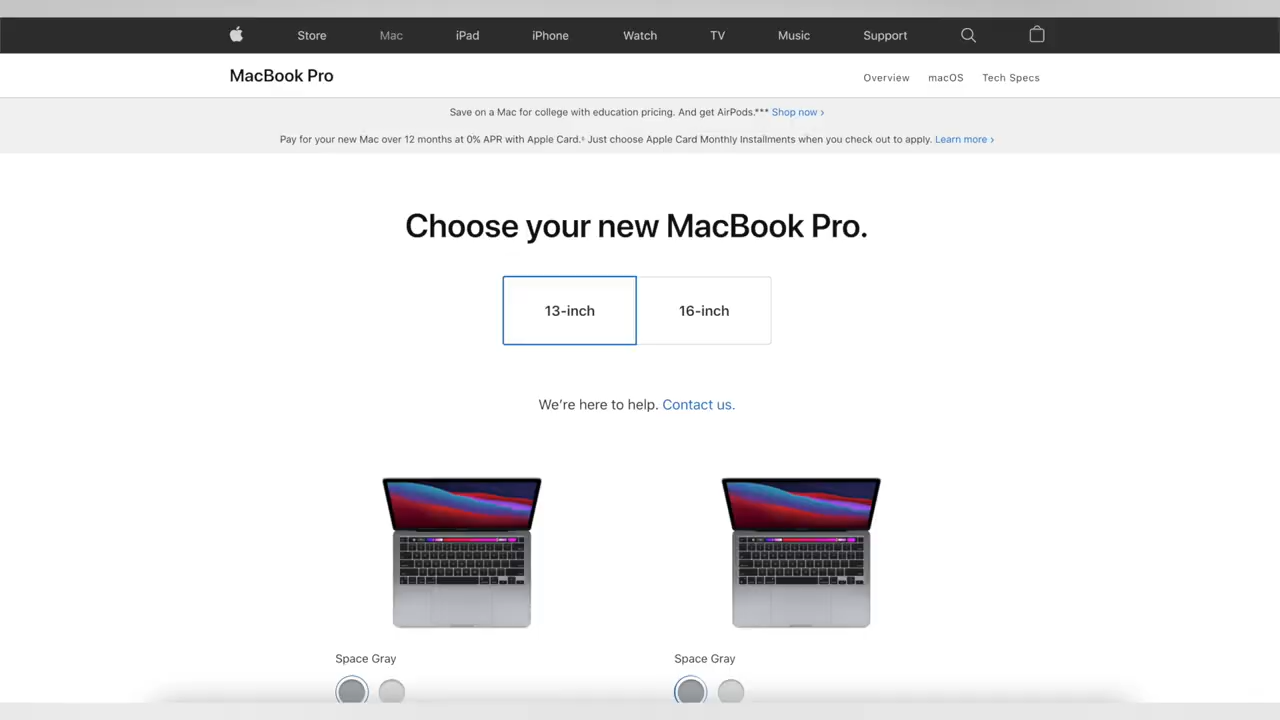 Store Mac iPad iPhone Watch TV Music Support
MacBook Pro
Overview macOS Tech Specs
Save on a Mac for college with education pricing. And get AirPods.*** Shop now >
Pay for your new Mac over 12 months at 0% APR with Apple Card.◊ Just choose Apple Card Monthly Installments when you check out to apply. Learn more >
Choose your new MacBook Pro.
13-inch 16-inch
We’re here to help. Contact us.
Space Gray Space Gray